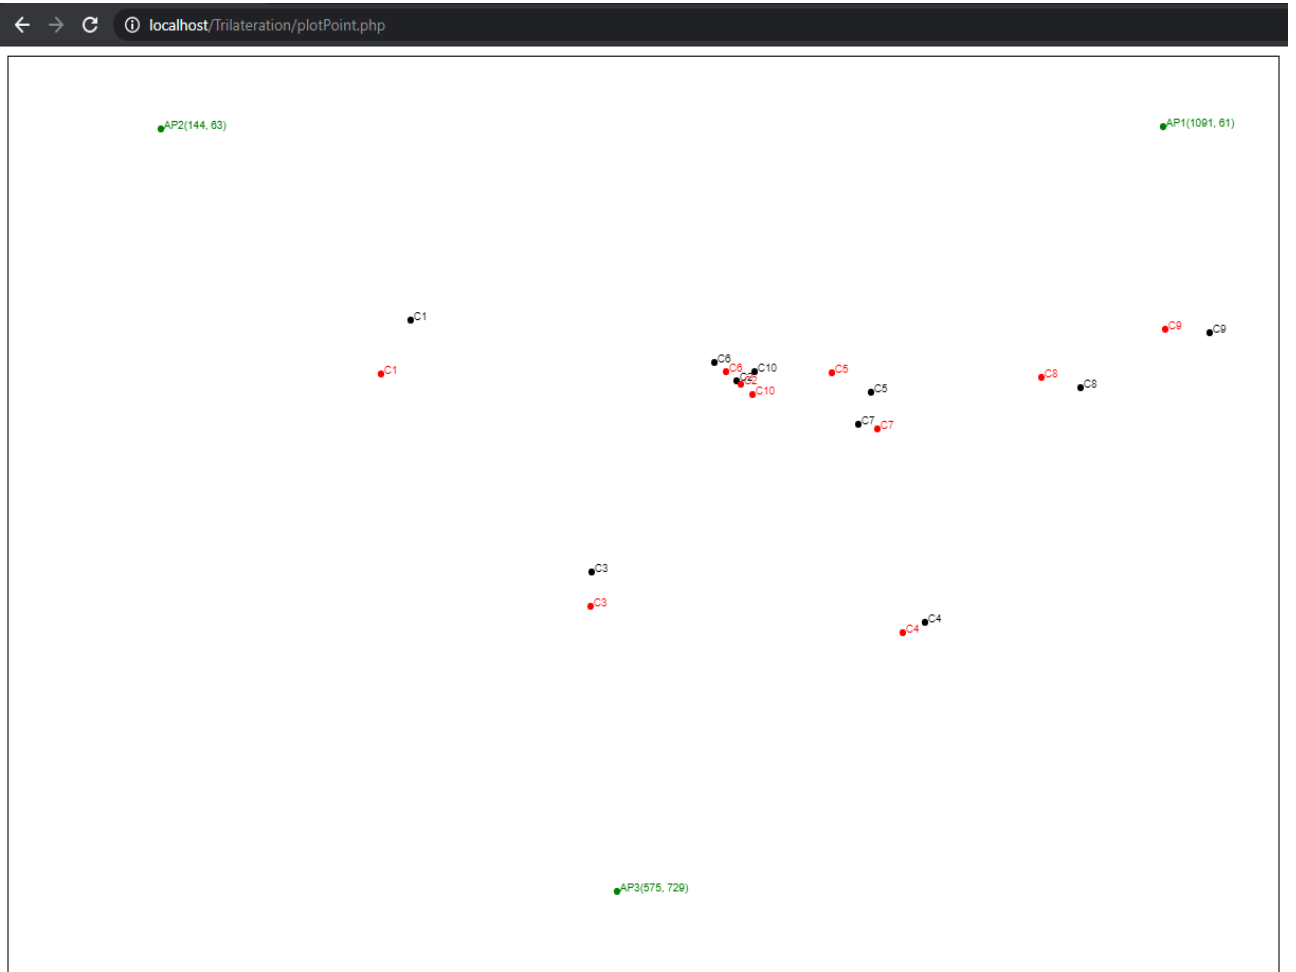 localhost/Trilateration/plotPoint.php
AP2(144, 63)
AP1(1091, 61)
C1
C9
C9
C6
C10
C6
C1
C5
C2
C8
C8
C5
C10
C7
C7
C3
C3
C4
C4
AP3(575, 729)